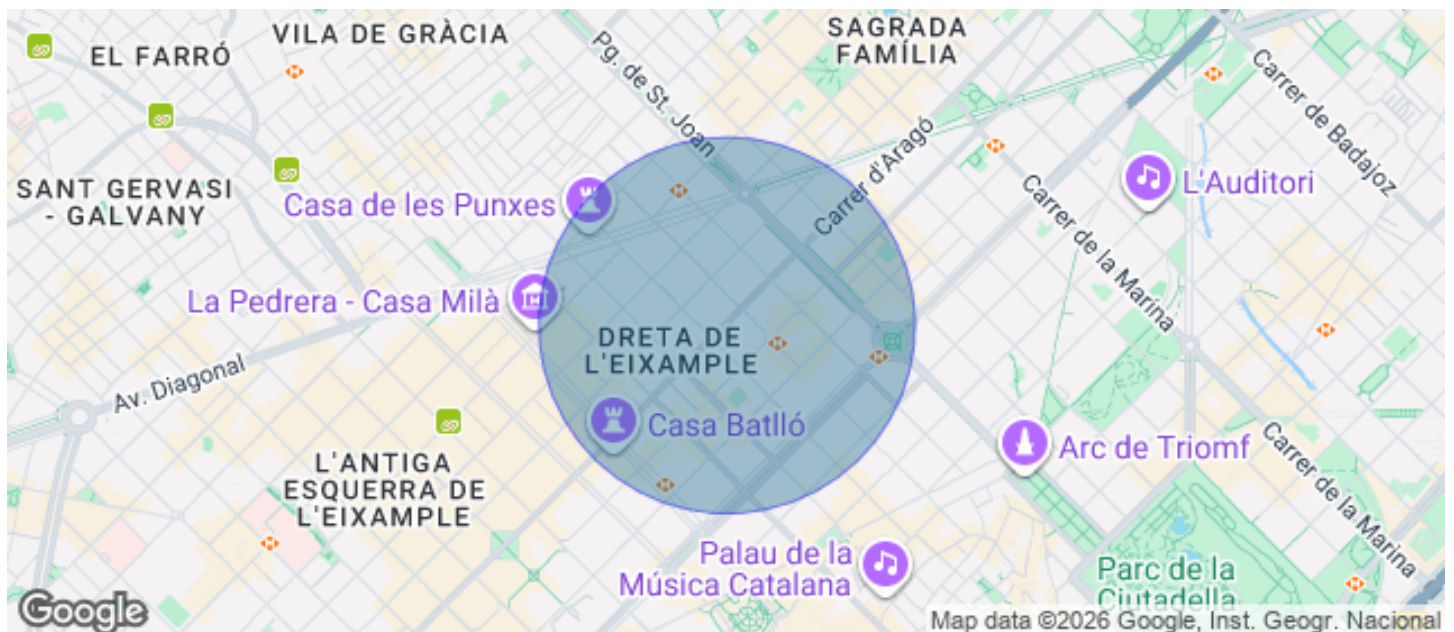 VILA DE GRÀCIA
SAGRADA
FAMÍLIA
EL FARRÓ
Pg. de St. Joan
Carrer de Badajoz
Carrer d'Aragó
SANT GERVASI
- GALVANY
Casa de les Punxes
L'Auditori
Carrer de la Marina
La Pedrera - Casa Milà
DRETA DE
L'EIXAMPLE
Av. Diagonal
Casa Batlló
Arc de Triomf
Carrer de la Marina
L'ANTIGA
ESQUERRA DE
L'EIXAMPLE
Palau de la
Música Catalana
Parc de la
Ciutadella
Google
Map data ©2026 Google, Inst. Geogr. Nacional